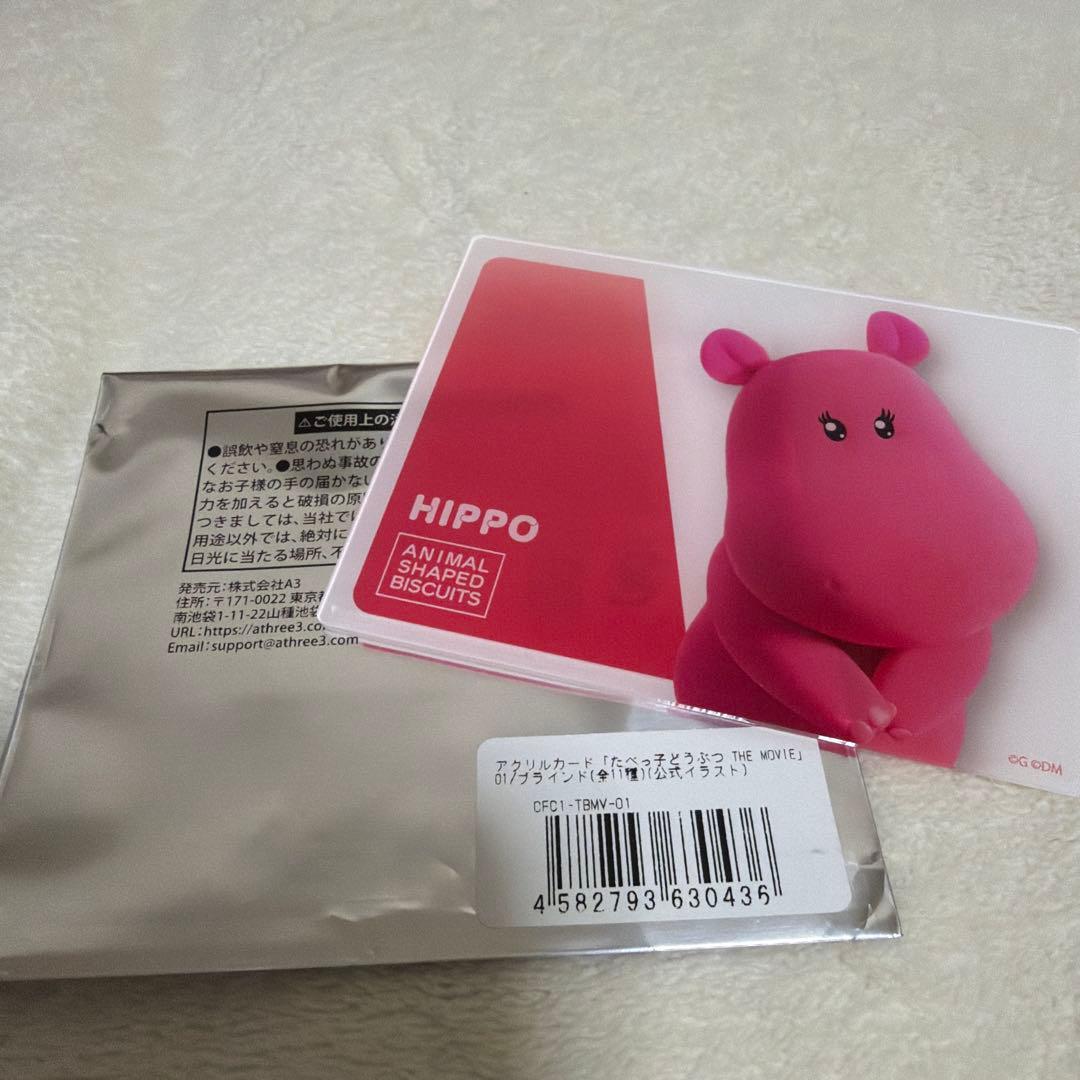 ⚠ご使用上の注
●誤飲や窒息の恐れがあり
ください。●思わぬ事故の
なお子様の手の届かない
力を加えると破損の原
つきましては、当社では
用途以外では、絶対に
日光に当たる場所、不
発売元:株式会社A3
住所:〒171-0022 東京都
南池袋1-11-22山種池袋
URL:https://athree3.co
Email:support@athree3.com
HIPPO
ANIMAL
SHAPED
BISCUITS
©G ©DM
アクリルカード「たべっ子どうぶつ THE MOVIE」
01/ブラインド(全11種)(公式イラスト)
CFC1-TBMV-01
4 582793 630436